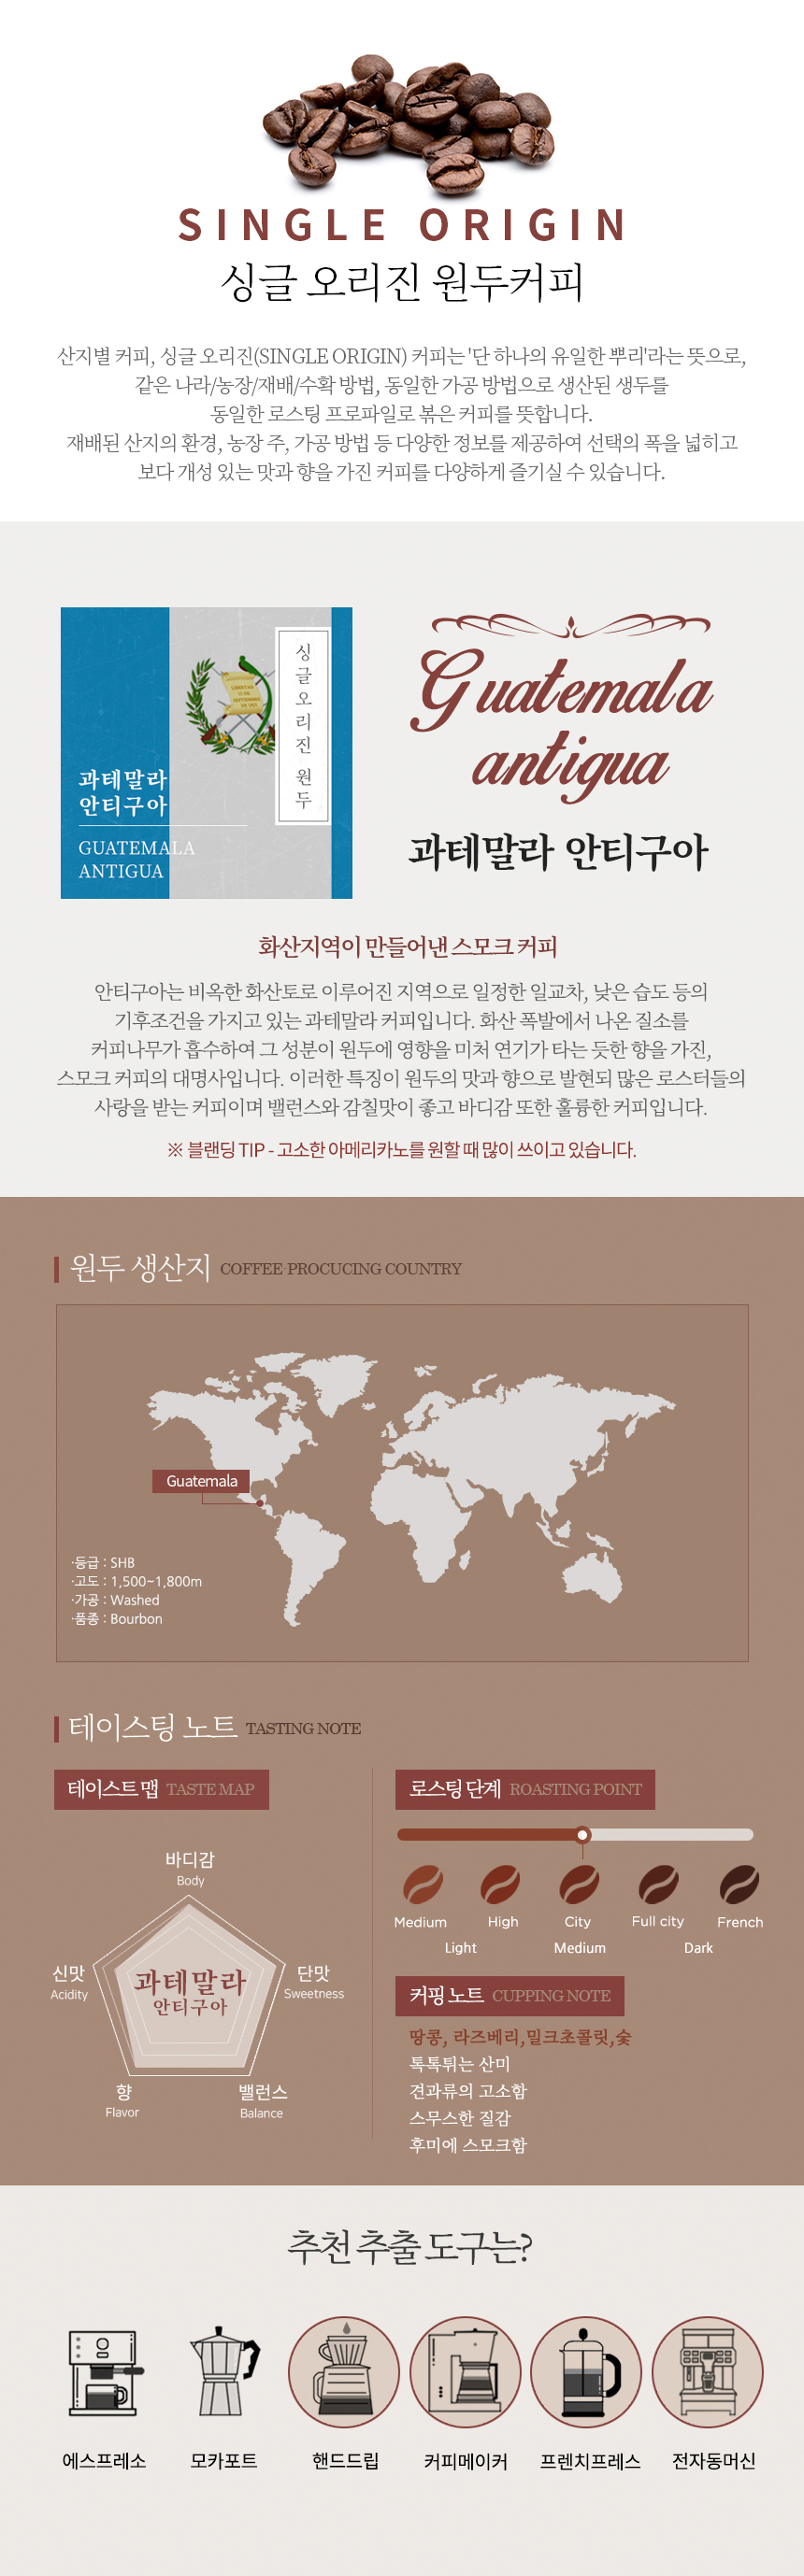 SINGLE ORIGIN
싱글 오리진 원두커피
산지별 커피, 싱글 오리진(SINGLE ORIGIN) 커피는 '단 하나의 유일한 뿌리'라는 뜻으로,
같은 나라/농장/재배/수확 방법, 동일한 가공 방법으로 생산된 생두를
동일한 로스팅 프로파일로 볶은 커피를 뜻합니다.
재배된 산지의 환경, 농장 주, 가공 방법 등 다양한 정보를 제공하여 선택의 폭을 넓히고
보다 개성 있는 맛과 향을 가진 커피를 다양하게 즐기실 수 있습니다.
싱글오리진 원두
과테말라
안티구아
GUATEMALA
ANTIGUA
Guatemala
antigua
과테말라 안티구아
화산지역이 만들어낸 스모크 커피
안티구아는 비옥한 화산토로 이루어진 지역으로 일정한 일교차, 낮은 습도 등의
기후조건을 가지고 있는 과테말라 커피입니다. 화산 폭발에서 나온 질소를
커피나무가 흡수하여 그 성분이 원두에 영향을 미쳐 연기가 타는 듯한 향을 가진,
스모크 커피의 대명사입니다. 이러한 특징이 원두의 맛과 향으로 발현되 많은 로스터들의
사랑을 받는 커피이며 밸런스와 감칠맛이 좋고 바디감 또한 훌륭한 커피입니다.
※ 블랜딩 TIP - 고소한 아메리카노를 원할 때 많이 쓰이고 있습니다.
원두 생산지 COFFEE-PROCUCING COUNTRY
Guatemala
·등급 : SHB
·고도 : 1,500~1,800m
·가공 : Washed
·품종 : Bourbon
테이스팅 노트 TASTING NOTE
테이스트 맵 TASTE MAP
바디감
Body
신맛
Acidity
단맛
Sweetness
과테말라
안티구아
향
Flavor
밸런스
Balance
로스팅 단계 ROASTING POINT
Medium High City Full city French
Light Medium Dark
커핑 노트 CUPPING NOTE
땅콩, 라즈베리,밀크초콜릿,숯
톡톡튀는 산미
견과류의 고소함
스무스한 질감
후미에 스모크함
추천 추출 도구는?
에스프레소 모카포트 핸드드립 커피메이커 프렌치프레스 전자동머신